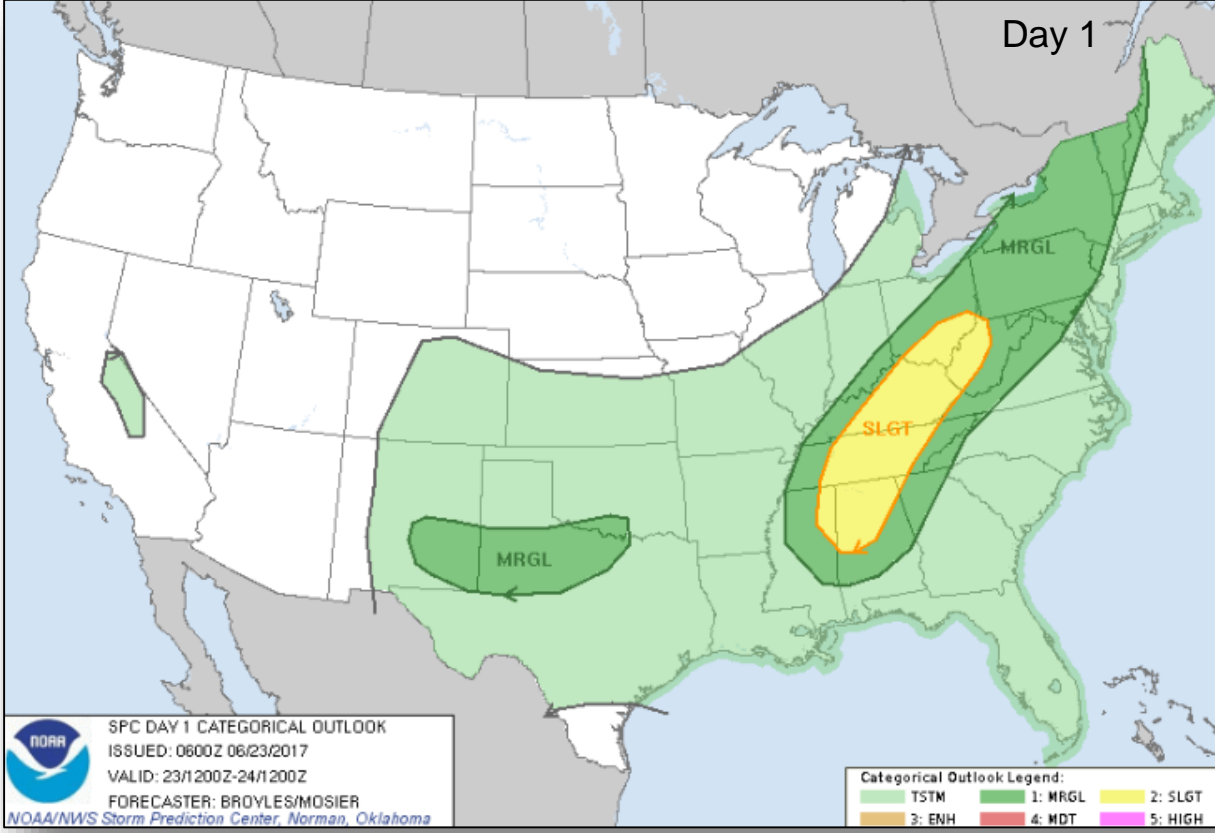 Day 1
MRGL
SLGT
MRGL
NOAA
SPC DAY 1 CATEGORICAL OUTLOOK
ISSUED: 0600Z 06/23/2017
VALID: 23/1200Z-24/1200Z
FORECASTER: BROYLES/MOSIER
NOAA/NWS Storm Prediction Center, Norman, Oklahoma
Categorical Outlook Legend:
TSTM 1: MRGL 2: SLGT
3: ENH 4: MDT 5: HIGH